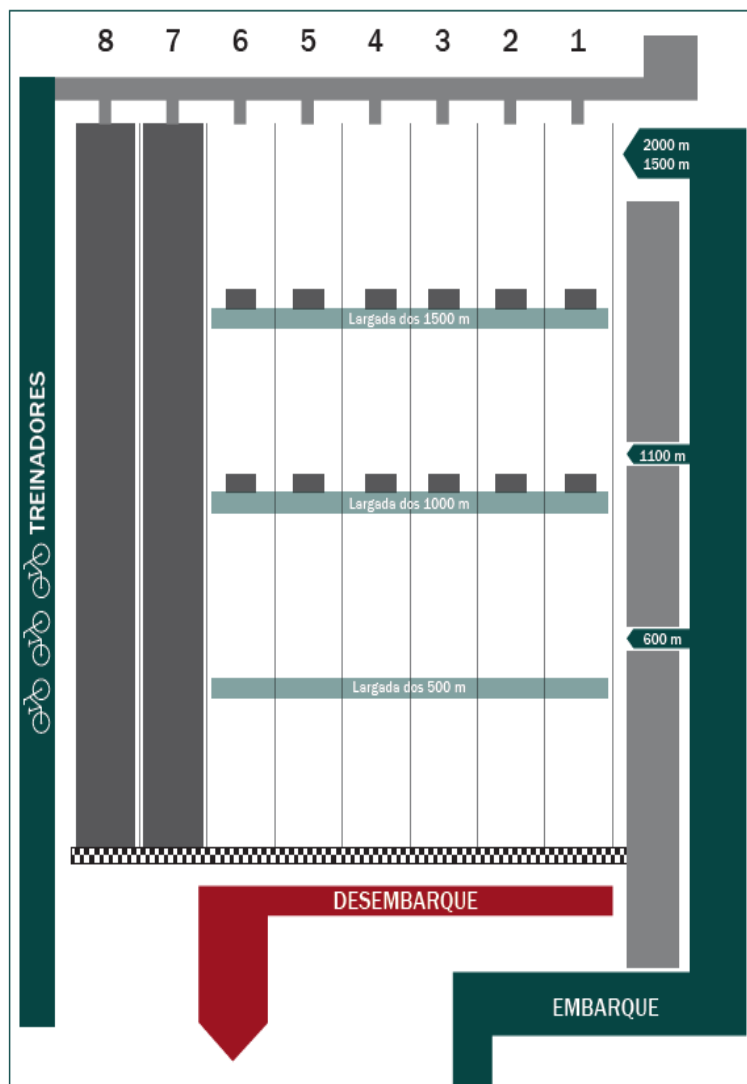 8 7 6 5 4 3 2 1
2000 m
1500 m
Largada dos 1500 m
TREINADORES
1100 m
Largada dos 1000 m
600 m
Largada dos 500 m
DESEMBARQUE
EMBARQUE